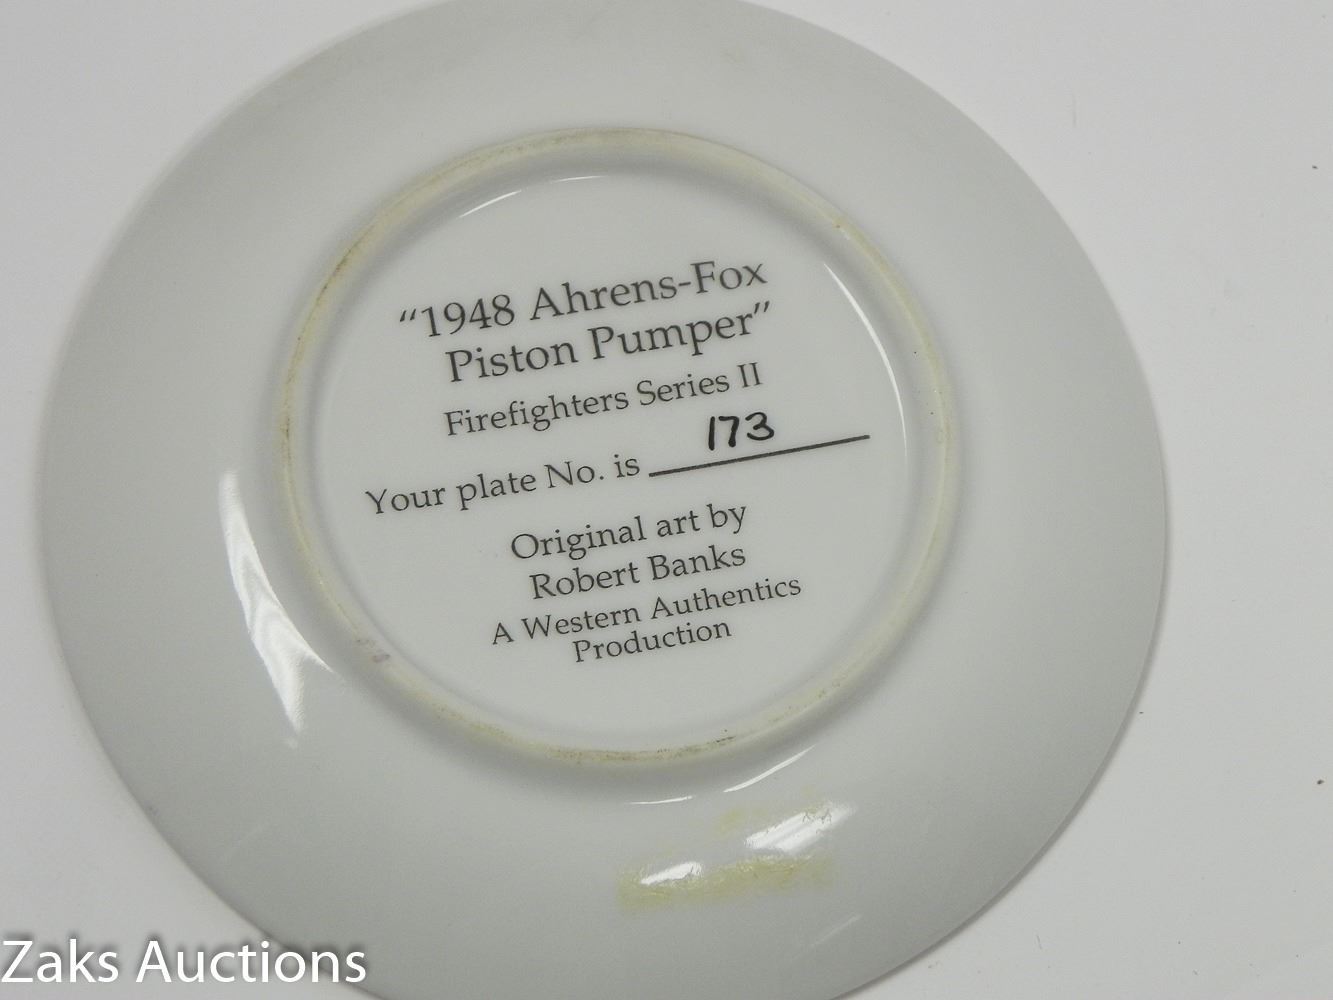 “1948 Ahrens-Fox
Piston Pumper”
Firefighters Series II
Your plate No. is 173
Original art by
Robert Banks
A Western Authentics
Production
Zaks Auctions